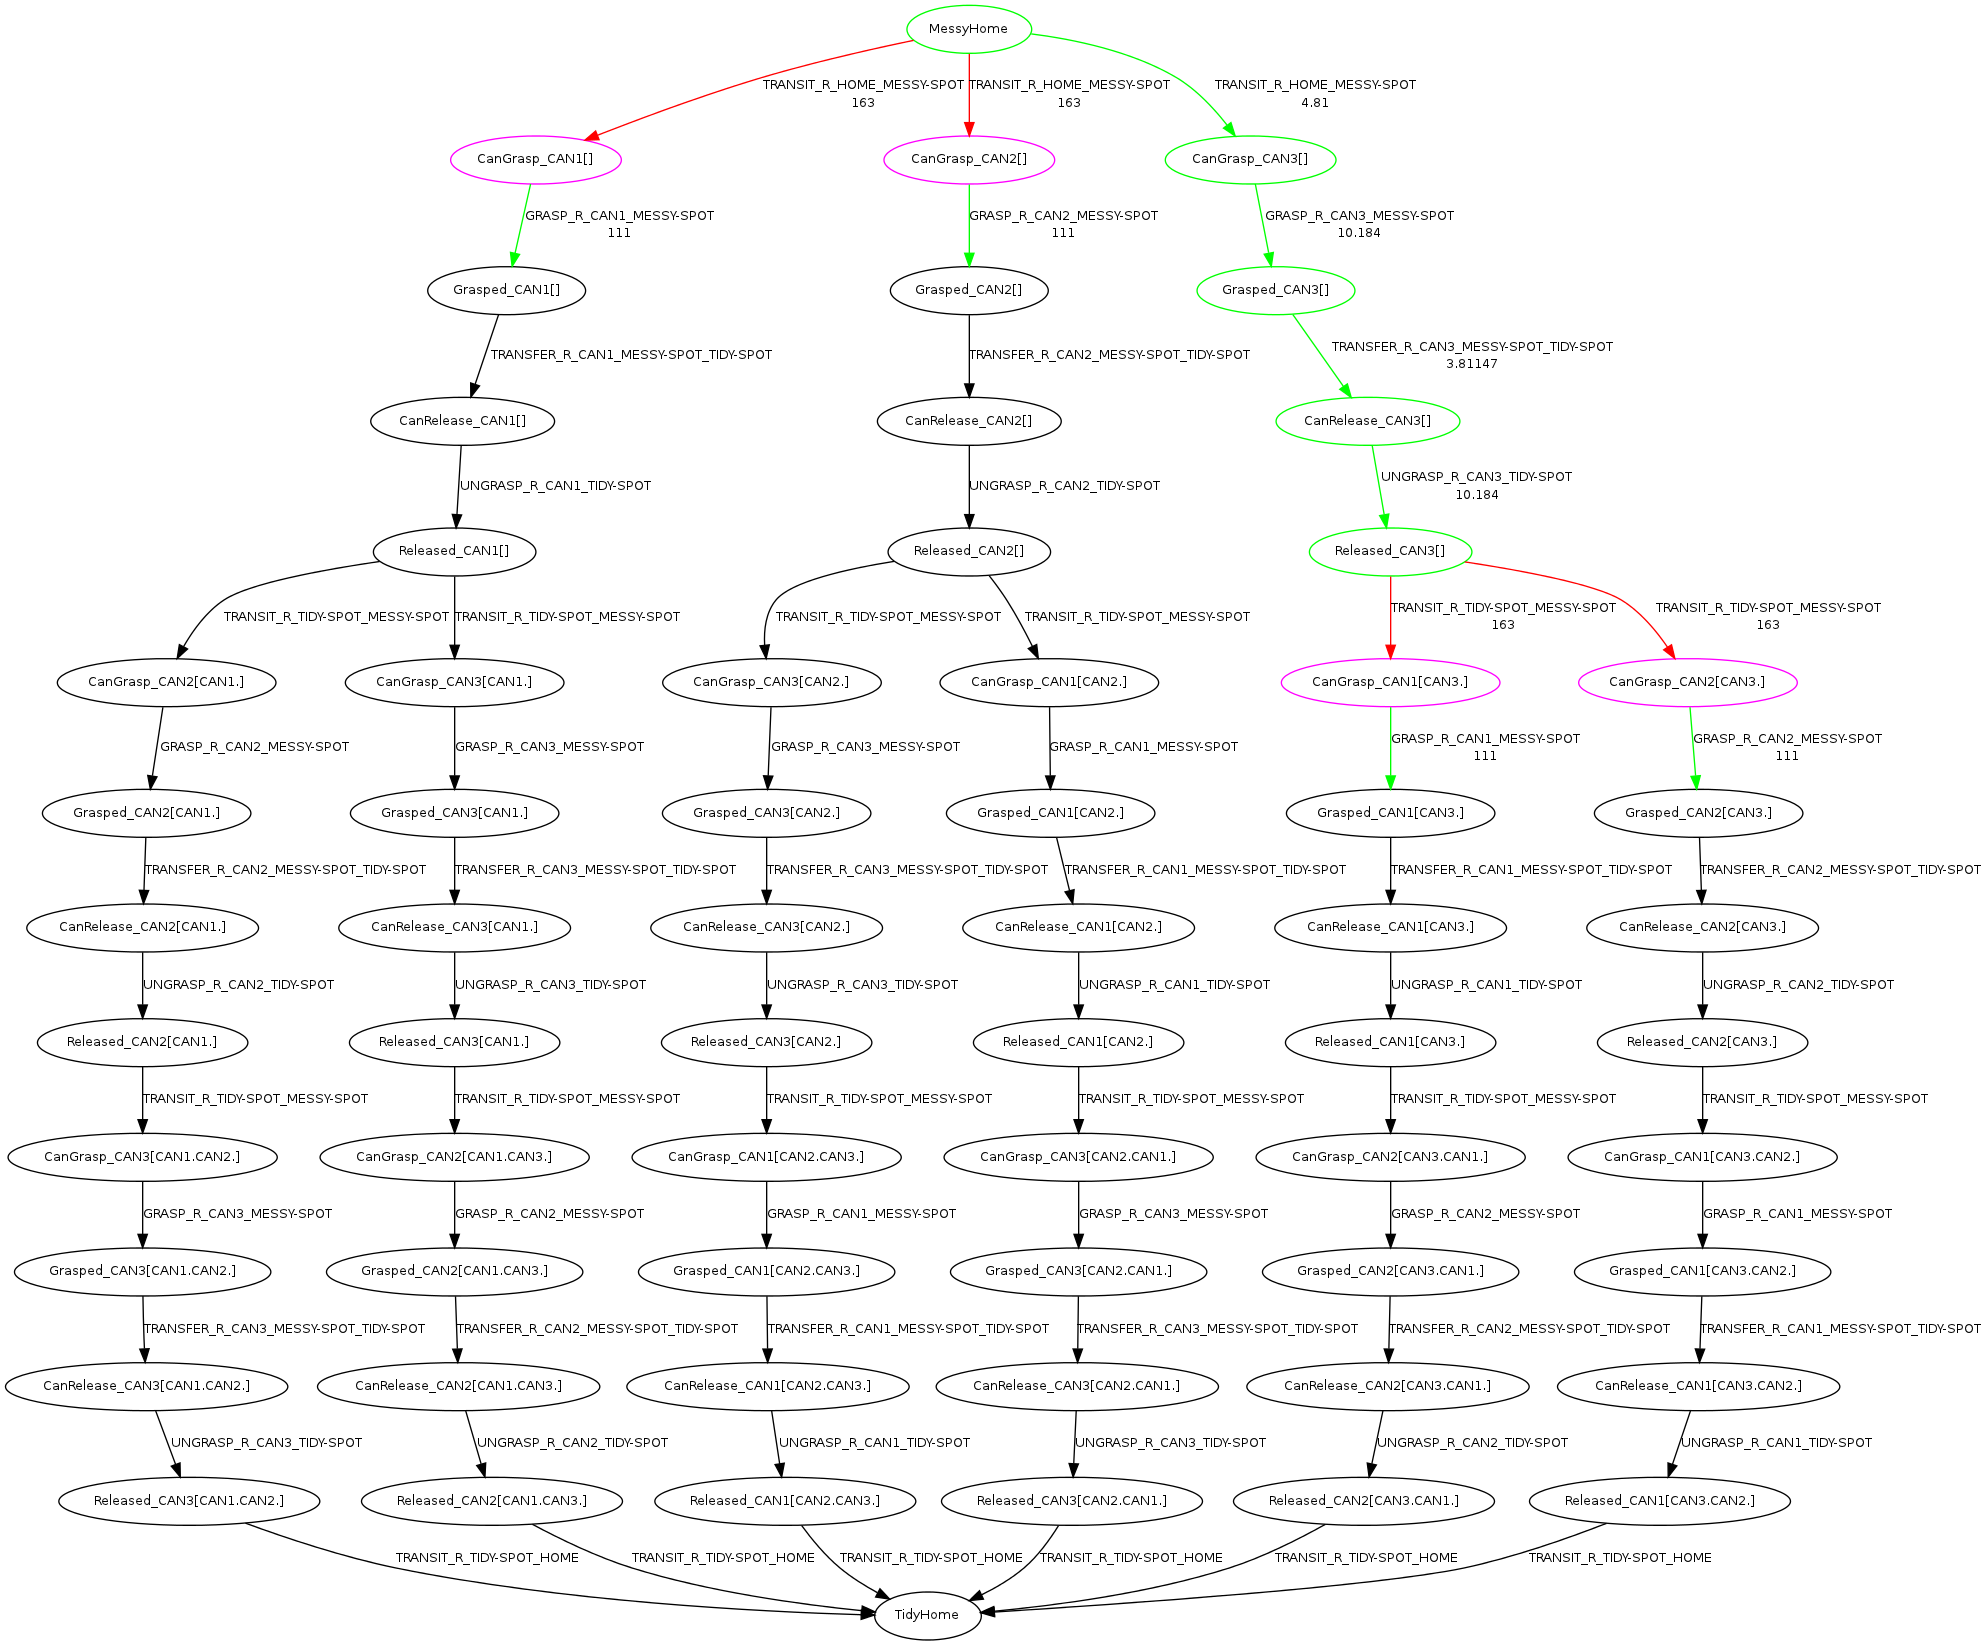 MessyHome
TRANSIT_R_HOME_MESSY-SPOT
163
TRANSIT_R_HOME_MESSY-SPOT
163
TRANSIT_R_HOME_MESSY-SPOT
4.81
CanGrasp_CAN1[]
CanGrasp_CAN2[]
CanGrasp_CAN3[]
GRASP_R_CAN1_MESSY-SPOT
111
GRASP_R_CAN2_MESSY-SPOT
111
GRASP_R_CAN3_MESSY-SPOT
10.184
Grasped_CAN1[]
Grasped_CAN2[]
Grasped_CAN3[]
TRANSFER_R_CAN1_MESSY-SPOT_TIDY-SPOT
TRANSFER_R_CAN2_MESSY-SPOT_TIDY-SPOT
TRANSFER_R_CAN3_MESSY-SPOT_TIDY-SPOT
3.81147
CanRelease_CAN1[]
CanRelease_CAN2[]
CanRelease_CAN3[]
UNGRASP_R_CAN1_TIDY-SPOT
UNGRASP_R_CAN2_TIDY-SPOT
UNGRASP_R_CAN3_TIDY-SPOT
10.184
Released_CAN1[]
Released_CAN2[]
Released_CAN3[]
TRANSIT_R_TIDY-SPOT_MESSY-SPOT
TRANSIT_R_TIDY-SPOT_MESSY-SPOT
TRANSIT_R_TIDY-SPOT_MESSY-SPOT
TRANSIT_R_TIDY-SPOT_MESSY-SPOT
TRANSIT_R_TIDY-SPOT_MESSY-SPOT
163
TRANSIT_R_TIDY-SPOT_MESSY-SPOT
163
CanGrasp_CAN2[CAN1.]
CanGrasp_CAN3[CAN1.]
CanGrasp_CAN3[CAN2.]
CanGrasp_CAN1[CAN2.]
CanGrasp_CAN1[CAN3.]
CanGrasp_CAN2[CAN3.]
GRASP_R_CAN2_MESSY-SPOT
GRASP_R_CAN3_MESSY-SPOT
GRASP_R_CAN3_MESSY-SPOT
GRASP_R_CAN1_MESSY-SPOT
GRASP_R_CAN1_MESSY-SPOT
111
GRASP_R_CAN2_MESSY-SPOT
111
Grasped_CAN2[CAN1.]
Grasped_CAN3[CAN1.]
Grasped_CAN3[CAN2.]
Grasped_CAN1[CAN2.]
Grasped_CAN1[CAN3.]
Grasped_CAN2[CAN3.]
TRANSFER_R_CAN2_MESSY-SPOT_TIDY-SPOT
TRANSFER_R_CAN3_MESSY-SPOT_TIDY-SPOT
TRANSFER_R_CAN3_MESSY-SPOT_TIDY-SPOT
TRANSFER_R_CAN1_MESSY-SPOT_TIDY-SPOT
TRANSFER_R_CAN1_MESSY-SPOT_TIDY-SPOT
TRANSFER_R_CAN2_MESSY-SPOT_TIDY-SPOT
CanRelease_CAN2[CAN1.]
CanRelease_CAN3[CAN1.]
CanRelease_CAN3[CAN2.]
CanRelease_CAN1[CAN2.]
CanRelease_CAN1[CAN3.]
CanRelease_CAN2[CAN3.]
UNGRASP_R_CAN2_TIDY-SPOT
UNGRASP_R_CAN3_TIDY-SPOT
UNGRASP_R_CAN3_TIDY-SPOT
UNGRASP_R_CAN1_TIDY-SPOT
UNGRASP_R_CAN1_TIDY-SPOT
UNGRASP_R_CAN2_TIDY-SPOT
Released_CAN2[CAN1.]
Released_CAN3[CAN1.]
Released_CAN3[CAN2.]
Released_CAN1[CAN2.]
Released_CAN1[CAN3.]
Released_CAN2[CAN3.]
TRANSIT_R_TIDY-SPOT_MESSY-SPOT
TRANSIT_R_TIDY-SPOT_MESSY-SPOT
TRANSIT_R_TIDY-SPOT_MESSY-SPOT
TRANSIT_R_TIDY-SPOT_MESSY-SPOT
TRANSIT_R_TIDY-SPOT_MESSY-SPOT
TRANSIT_R_TIDY-SPOT_MESSY-SPOT
CanGrasp_CAN3[CAN1.CAN2.]
CanGrasp_CAN2[CAN1.CAN3.]
CanGrasp_CAN1[CAN2.CAN3.]
CanGrasp_CAN3[CAN2.CAN1.]
CanGrasp_CAN2[CAN3.CAN1.]
CanGrasp_CAN1[CAN3.CAN2.]
GRASP_R_CAN3_MESSY-SPOT
GRASP_R_CAN2_MESSY-SPOT
GRASP_R_CAN1_MESSY-SPOT
GRASP_R_CAN3_MESSY-SPOT
GRASP_R_CAN2_MESSY-SPOT
GRASP_R_CAN1_MESSY-SPOT
Grasped_CAN3[CAN1.CAN2.]
Grasped_CAN2[CAN1.CAN3.]
Grasped_CAN1[CAN2.CAN3.]
Grasped_CAN3[CAN2.CAN1.]
Grasped_CAN2[CAN3.CAN1.]
Grasped_CAN1[CAN3.CAN2.]
TRANSFER_R_CAN3_MESSY-SPOT_TIDY-SPOT
TRANSFER_R_CAN2_MESSY-SPOT_TIDY-SPOT
TRANSFER_R_CAN1_MESSY-SPOT_TIDY-SPOT
TRANSFER_R_CAN3_MESSY-SPOT_TIDY-SPOT
TRANSFER_R_CAN2_MESSY-SPOT_TIDY-SPOT
TRANSFER_R_CAN1_MESSY-SPOT_TIDY-SPOT
CanRelease_CAN3[CAN1.CAN2.]
CanRelease_CAN2[CAN1.CAN3.]
CanRelease_CAN1[CAN2.CAN3.]
CanRelease_CAN3[CAN2.CAN1.]
CanRelease_CAN2[CAN3.CAN1.]
CanRelease_CAN1[CAN3.CAN2.]
UNGRASP_R_CAN3_TIDY-SPOT
UNGRASP_R_CAN2_TIDY-SPOT
UNGRASP_R_CAN1_TIDY-SPOT
UNGRASP_R_CAN3_TIDY-SPOT
UNGRASP_R_CAN2_TIDY-SPOT
UNGRASP_R_CAN1_TIDY-SPOT
Released_CAN3[CAN1.CAN2.]
Released_CAN2[CAN1.CAN3.]
Released_CAN1[CAN2.CAN3.]
Released_CAN3[CAN2.CAN1.]
Released_CAN2[CAN3.CAN1.]
Released_CAN1[CAN3.CAN2.]
TRANSIT_R_TIDY-SPOT_HOME
TRANSIT_R_TIDY-SPOT_HOME
TRANSIT_R_TIDY-SPOT_HOME
TRANSIT_R_TIDY-SPOT_HOME
TRANSIT_R_TIDY-SPOT_HOME
TRANSIT_R_TIDY-SPOT_HOME
TidyHome